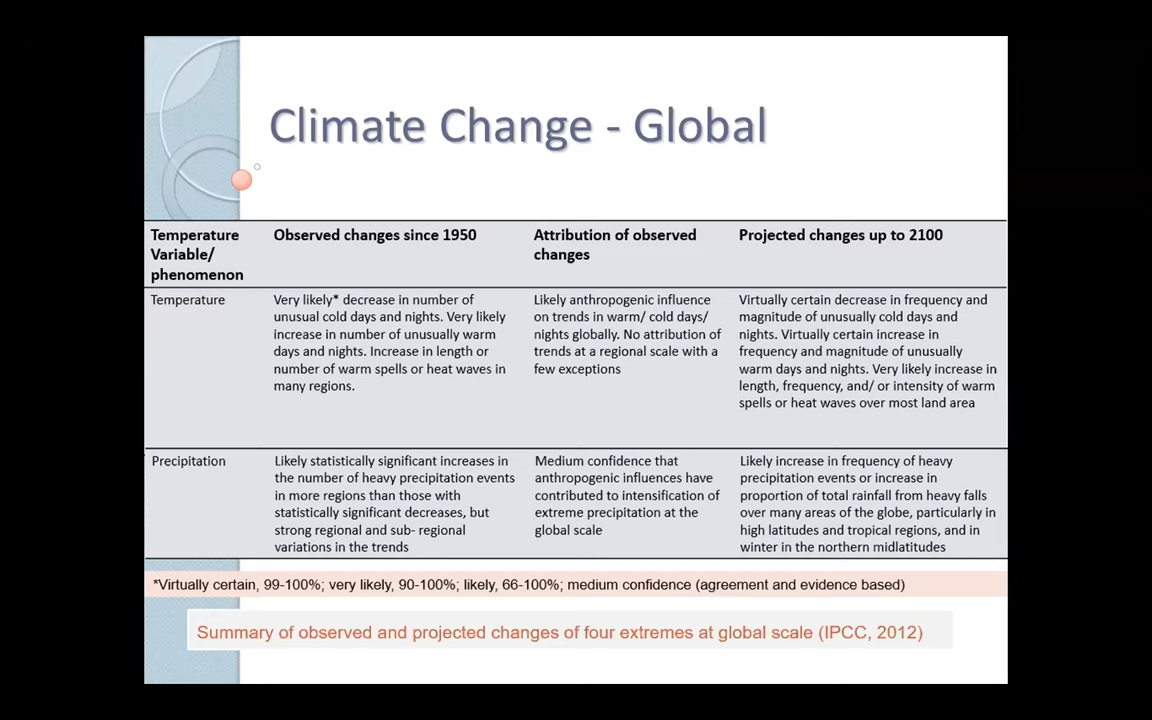 Climate Change - Global
Temperature
Variable/
phenomenon
Observed changes since 1950
Attribution of observed
changes
Projected changes up to 2100
Temperature
Very likely* decrease in number of
unusual cold days and nights. Very likely
increase in number of unusually warm
days and nights. Increase in length or
number of warm spells or heat waves in
many regions.
Likely anthropogenic influence
on trends in warm/ cold days/
nights globally. No attribution of
trends at a regional scale with a
few exceptions
Virtually certain decrease in frequency and
magnitude of unusually cold days and
nights. Virtually certain increase in
frequency and magnitude of unusually
warm days and nights. Very likely increase in
length, frequency, and/ or intensity of warm
spells or heat waves over most land area
Precipitation
Likely statistically significant increases in
the number of heavy precipitation events
in more regions than those with
statistically significant decreases, but
strong regional and sub- regional
variations in the trends
Medium confidence that
anthropogenic influences have
contributed to intensification of
extreme precipitation at the
global scale
Likely increase in frequency of heavy
precipitation events or increase in
proportion of total rainfall from heavy falls
over many areas of the globe, particularly in
high latitudes and tropical regions, and in
winter in the northern midlatitudes
*Virtually certain, 99-100%; very likely, 90-100%; likely, 66-100%; medium confidence (agreement and evidence based)
Summary of observed and projected changes of four extremes at global scale (IPCC, 2012)